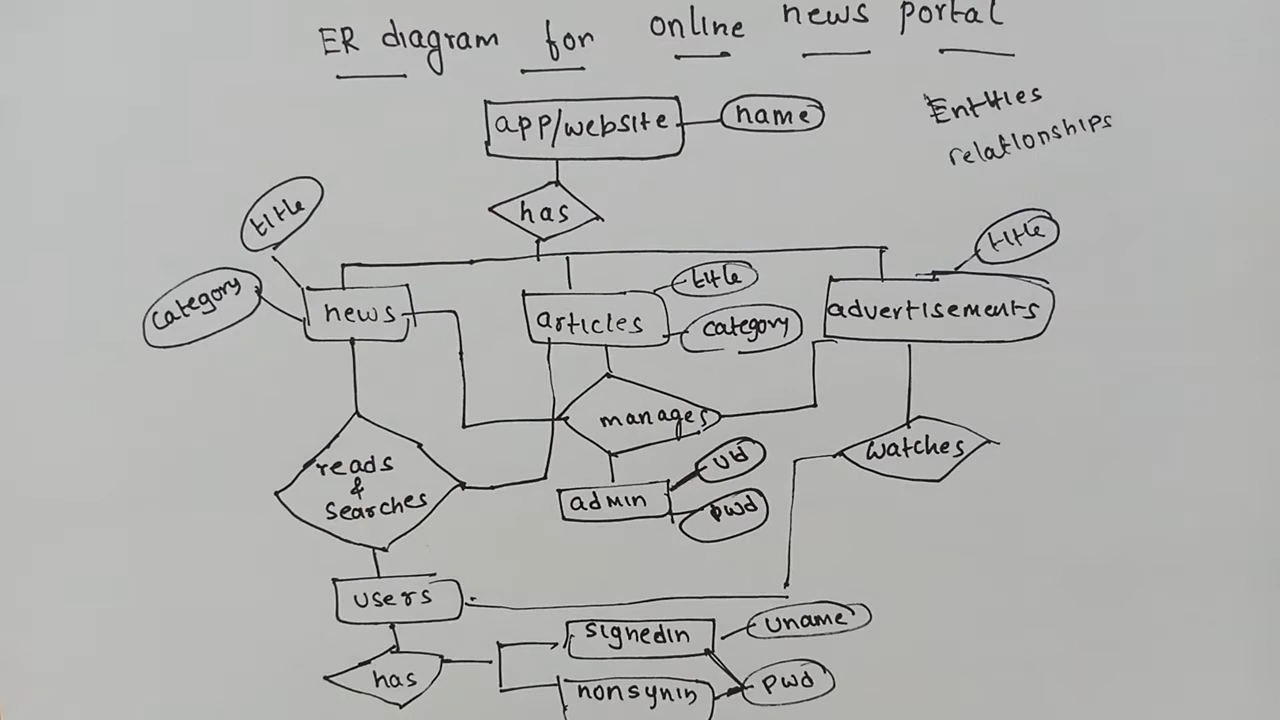 ER diagram for online news portal
Entities
relationships
app/website
name
has
title
category
news
articles
title
category
title
advertisements
manages
reads
&
searches
watches
admin
uid
pwd
users
has
signedin
uname
nonsynin
pwd